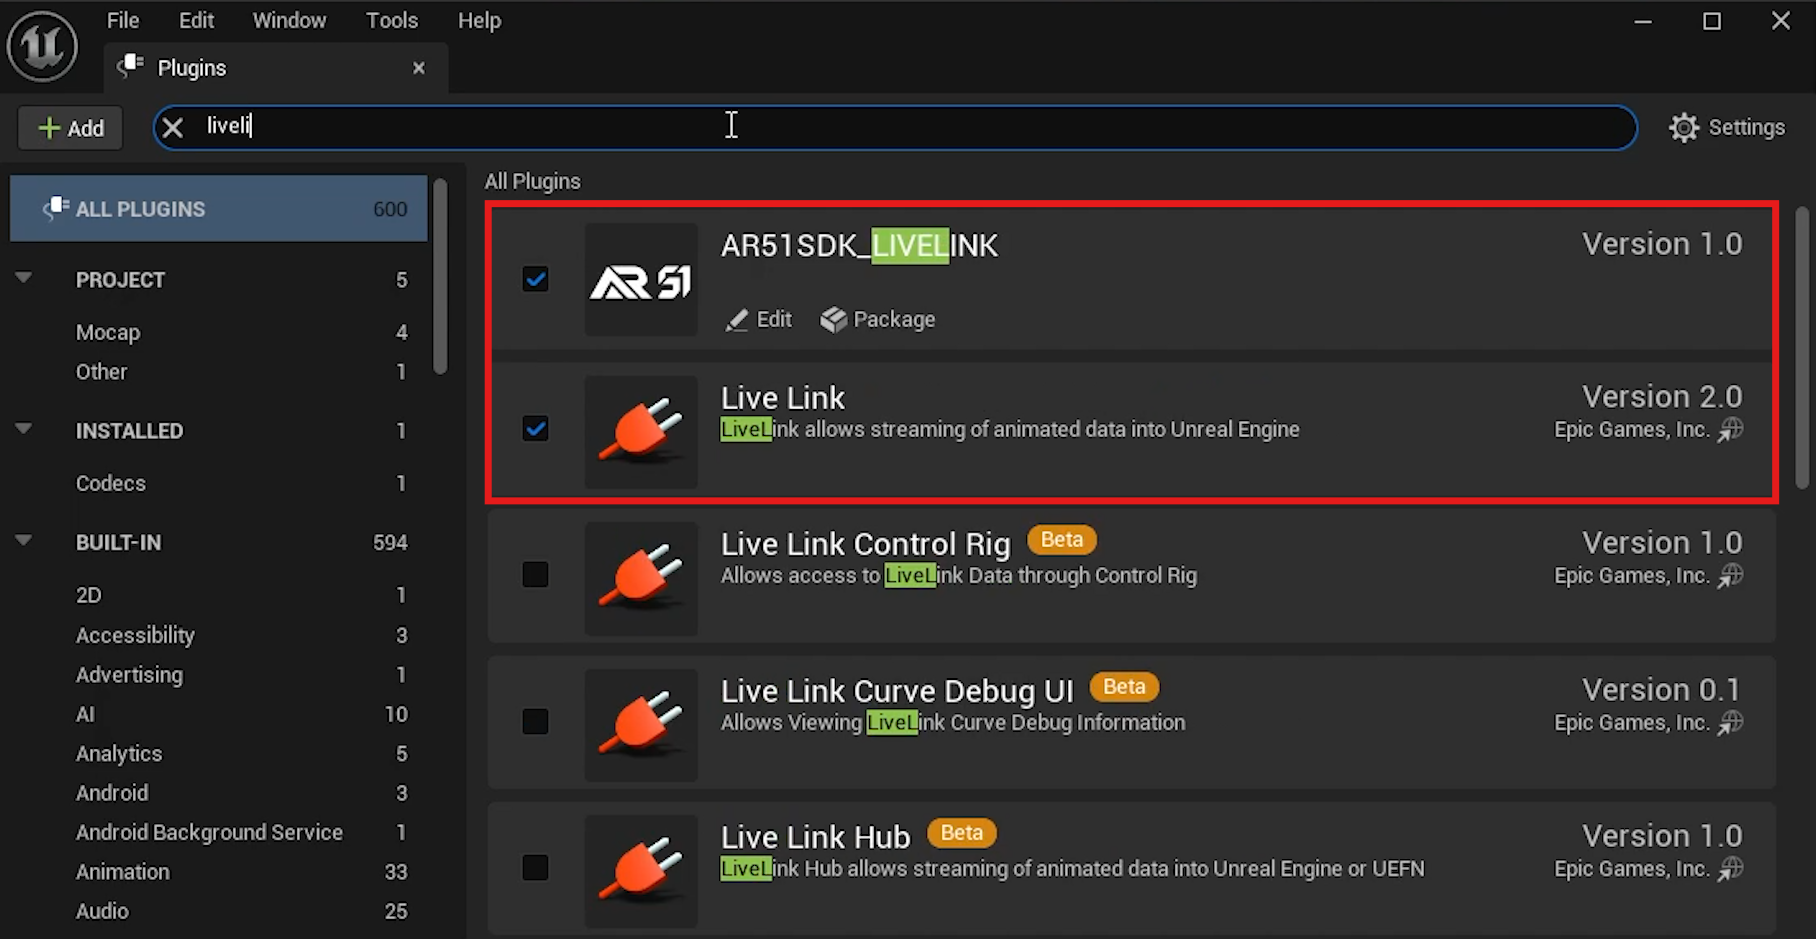 File Edit Window Tools Help
Plugins
Add
liveli
Settings
ALL PLUGINS 600
PROJECT 5
Mocap 4
Other 1
INSTALLED 1
Codecs 1
BUILT-IN 594
2D 1
Accessibility 3
Advertising 1
AI 10
Analytics 5
Android 3
Android Background Service 1
Animation 33
Audio 25
All Plugins
AR 51
AR51SDK_LIVELINK
Version 1.0
Edit Package
Live Link
Version 2.0
LiveLink allows streaming of animated data into Unreal Engine
Epic Games, Inc.
Live Link Control Rig Beta
Version 1.0
Allows access to LiveLink Data through Control Rig
Epic Games, Inc.
Live Link Curve Debug UI Beta
Version 0.1
Allows Viewing LiveLink Curve Debug Information
Epic Games, Inc.
Live Link Hub Beta
Version 1.0
LiveLink Hub allows streaming of animated data into Unreal Engine or UEFN
Epic Games, Inc.